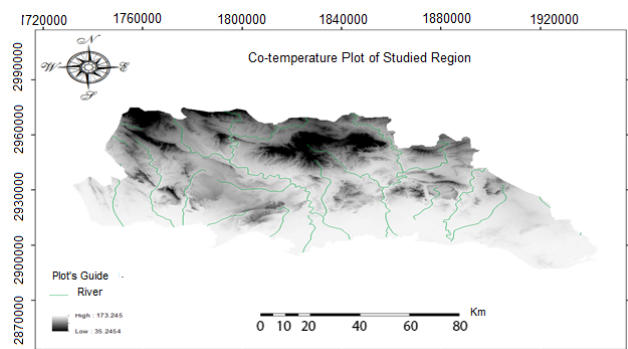 1720000 1760000 1800000 1840000 1880000 1920000
N
W E
S
Co-temperature Plot of Studied Region
2990000
2960000
2930000
2900000
2870000
Plot's Guide
River
High : 173.245
Low : 35.2454
Km
0 10 20 40 60 80